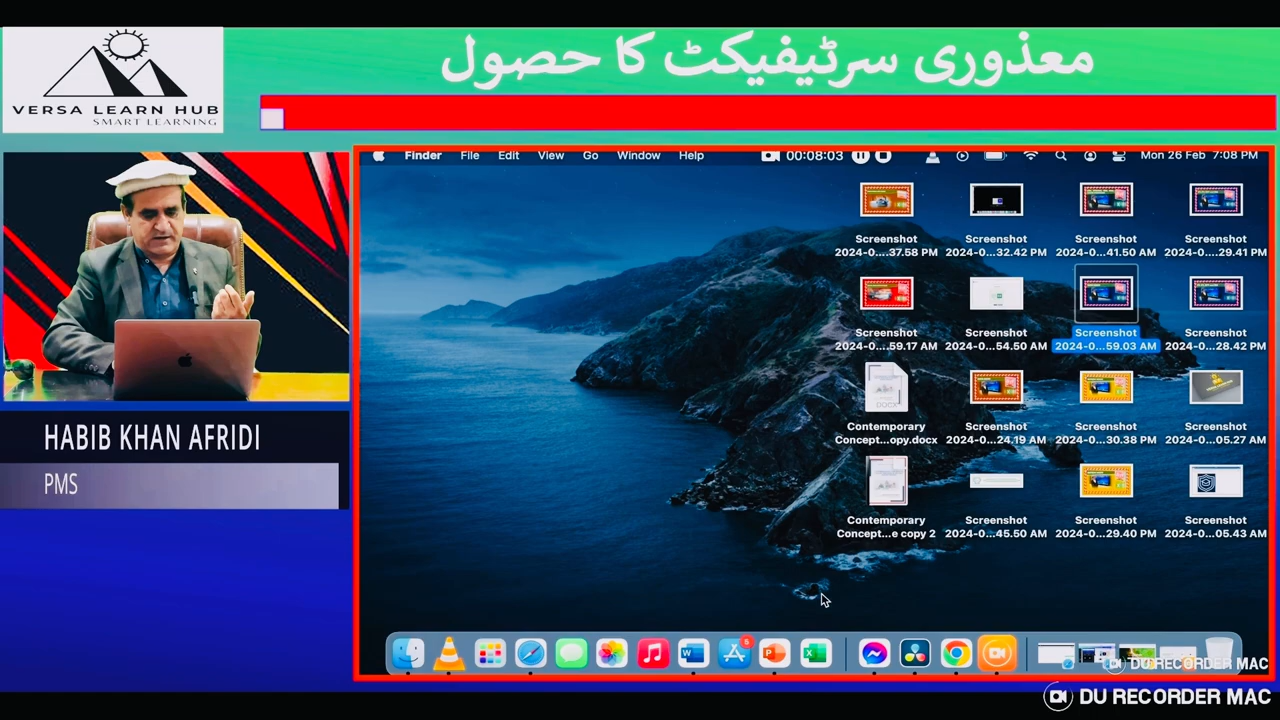 معذوری سرٹیفیکٹ کا حصول
VERSA LEARN HUB
SMART LEARNING
Finder File Edit View Go Window Help 00:08:03 Mon 26 Feb 7:08 PM
Screenshot Screenshot Screenshot Screenshot
2024-0....37.58 PM 2024-0...32.42 PM 2024-0...41.50 AM 2024-0....29.41 PM
Screenshot Screenshot Screenshot Screenshot
2024-0....59.17 AM 2024-0...54.50 AM 2024-0...59.03 AM 2024-0...28.42 PM
DOCX
Contemporary Screenshot Screenshot Screenshot
Concept...opy.docx 2024-0...24.19 AM 2024-0...30.38 PM 2024-0...05.27 AM
Contemporary Screenshot Screenshot Screenshot
Concept...e copy 2 2024-0...45.50 AM 2024-0...29.40 PM 2024-0...05.43 AM
HABIB KHAN AFRIDI
PMS
W
5
P
X
DU RECORDER MAC
DU RECORDER MAC